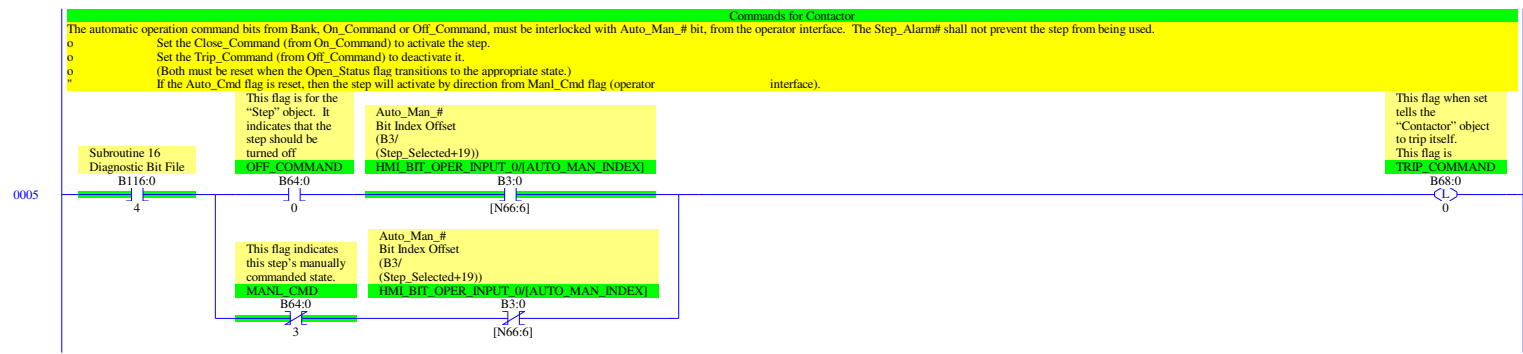 Commands for Contactor
The automatic operation command bits from Bank, On_Command or Off_Command, must be interlocked with Auto_Man_# bit, from the operator interface.  The Step_Alarm# shall not prevent the step from being used.
o Set the Close_Command (from On_Command) to activate the step.
o Set the Trip_Command (from Off_Command) to deactivate it.
o (Both must be reset when the Open_Status flag transitions to the appropriate state.)
" If the Auto_Cmd flag is reset, then the step will activate by direction from Manl_Cmd flag (operator interface).
This flag is for the
“Step” object.  It
indicates that the
step should be
turned off
OFF_COMMAND
B64:0
0
Auto_Man_#
Bit Index Offset
(B3/
(Step_Selected+19))
HMI_BIT_OPER_INPUT_0/[AUTO_MAN_INDEX]
B3:0
[N66:6]
This flag when set
tells the
“Contactor” object
to trip itself.
This flag is
TRIP_COMMAND
B68:0
L
0
Subroutine 16
Diagnostic Bit File
B116:0
4
0005
This flag indicates
this step’s manually
commanded state.
MANL_CMD
B64:0
3
Auto_Man_#
Bit Index Offset
(B3/
(Step_Selected+19))
HMI_BIT_OPER_INPUT_0/[AUTO_MAN_INDEX]
B3:0
[N66:6]